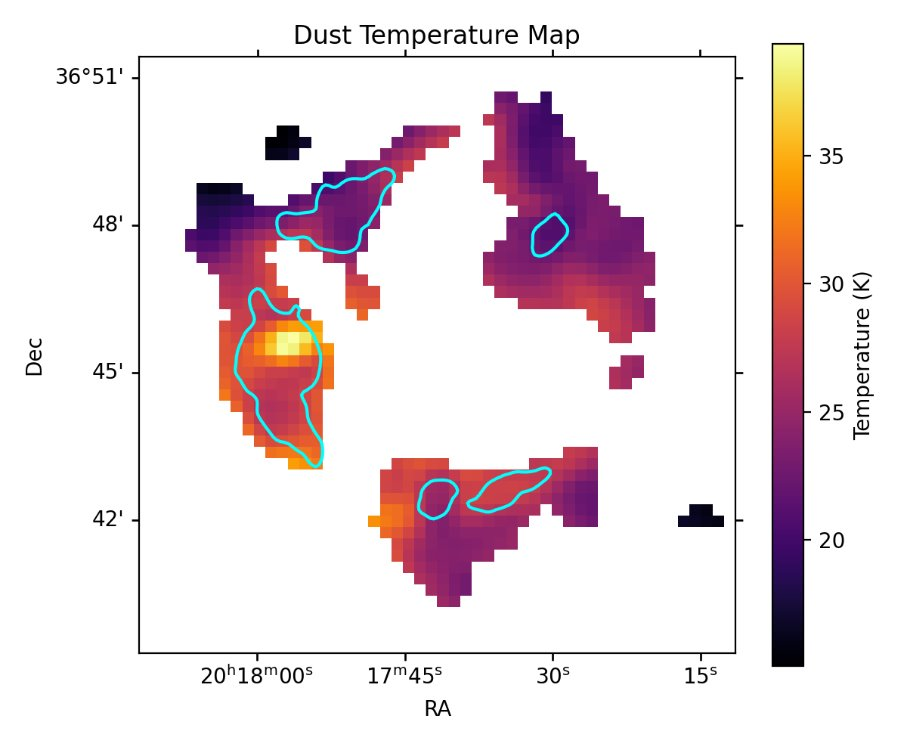 Dust Temperature Map
36°51'
48'
45'
42'
Dec
20ʰ18ᵐ00ˢ
17ᵐ45ˢ
30ˢ
15ˢ
RA
35
30
25
20
Temperature (K)